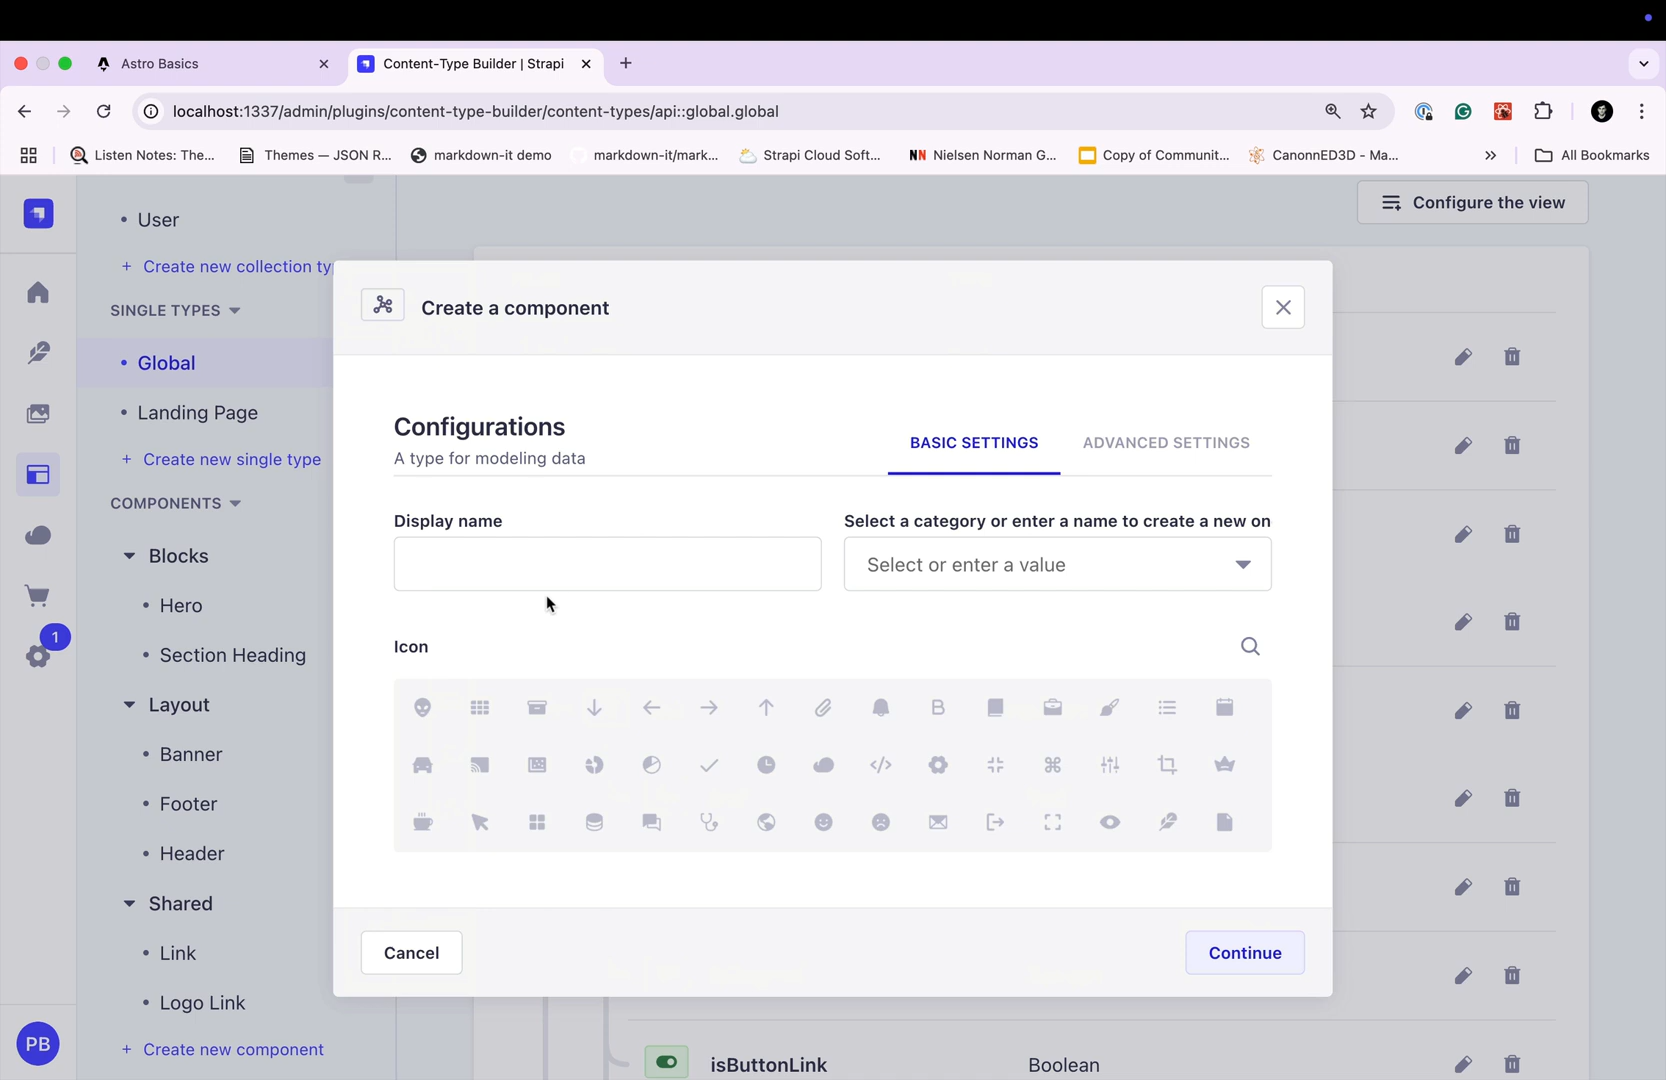 Astro Basics
Content-Type Builder | Strapi
localhost:1337/admin/plugins/content-type-builder/content-types/api::global.global
Listen Notes: The...
Themes — JSON R...
markdown-it demo
markdown-it/mark...
Strapi Cloud Soft...
NN Nielsen Norman G...
Copy of Communit...
CanonnED3D - Ma...
All Bookmarks
User
+ Create new collection ty
SINGLE TYPES
Global
Landing Page
+ Create new single type
COMPONENTS
Blocks
Hero
Section Heading
Layout
Banner
Footer
Header
Shared
Link
Logo Link
+ Create new component
1
PB
Configure the view
Create a component
Configurations
A type for modeling data
BASIC SETTINGS
ADVANCED SETTINGS
Display name
Select a category or enter a name to create a new on
Select or enter a value
Icon
Cancel
Continue
isButtonLink
Boolean